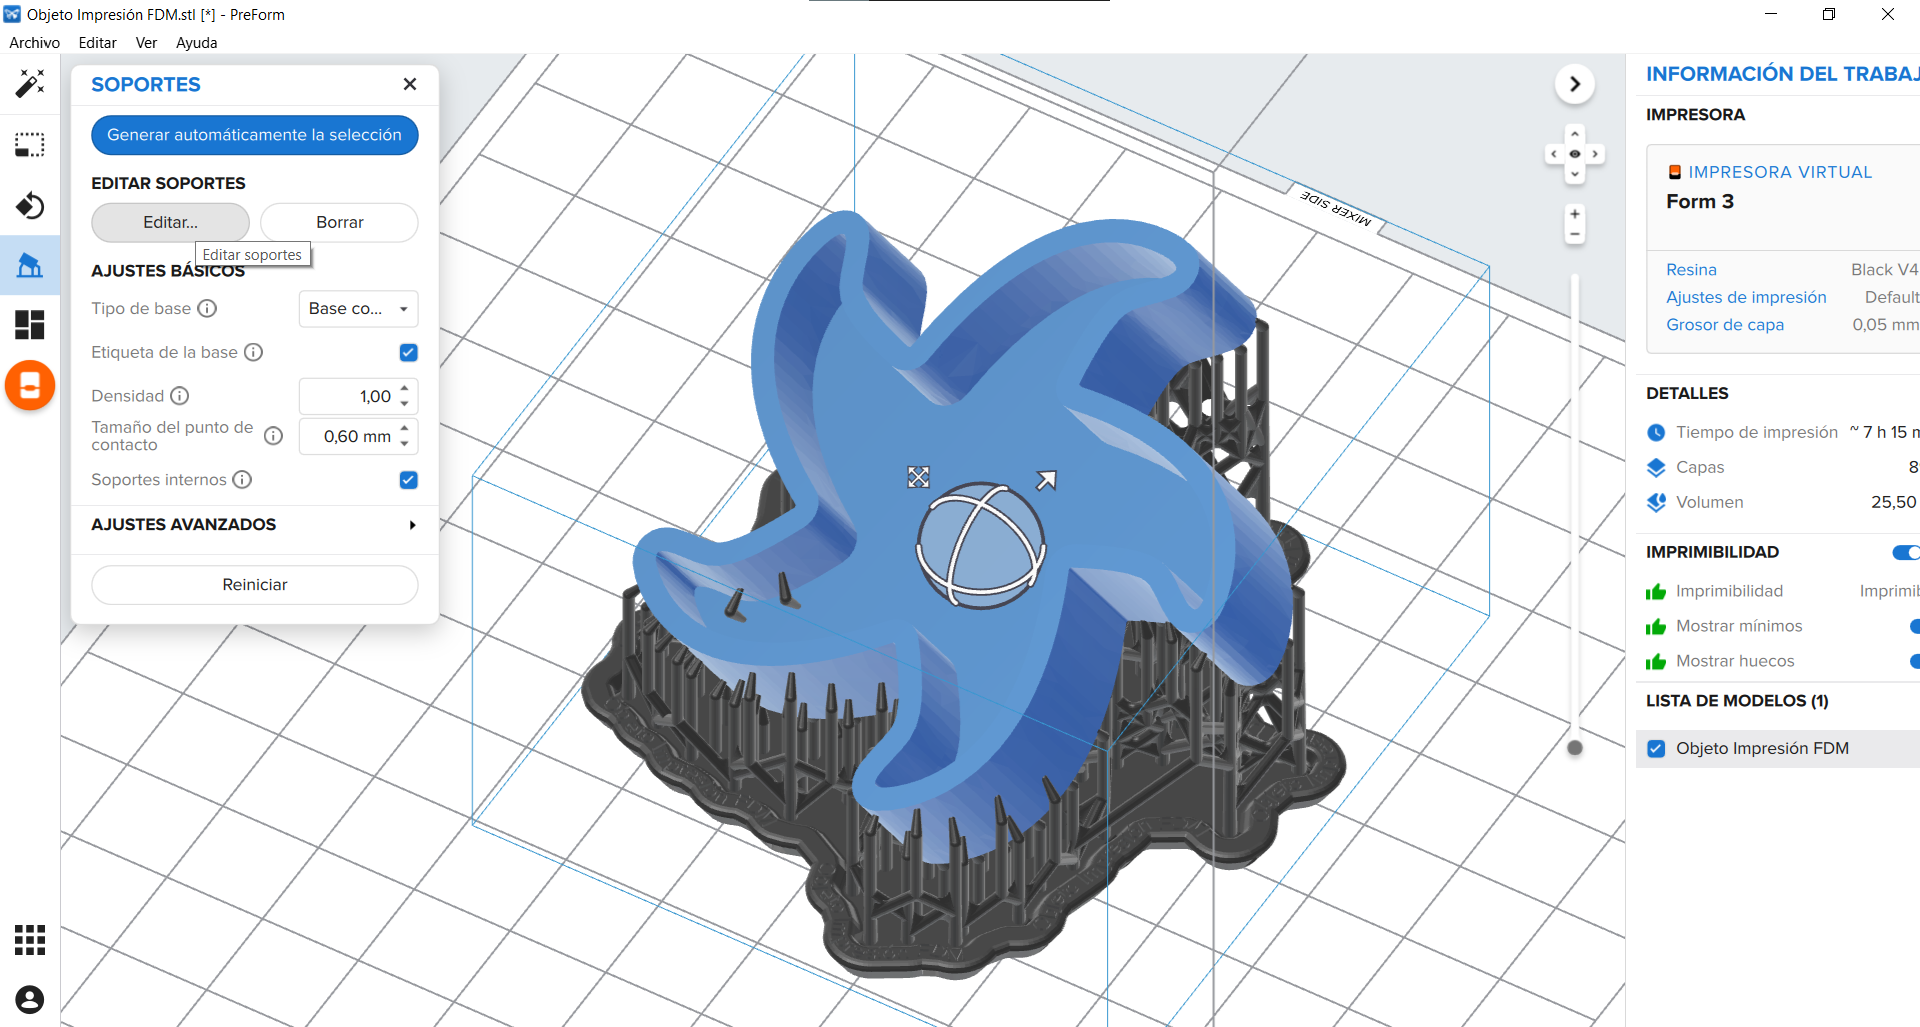 Objeto Impresión FDM.stl [*] - PreForm
Archivo Editar Ver Ayuda
SOPORTES
Generar automáticamente la selección
EDITAR SOPORTES
Editar...
Borrar
Editar soportes
AJUSTES BÁSICOS
Tipo de base
Base co...
Etiqueta de la base
Densidad
1,00
Tamaño del punto de
contacto
0,60 mm
Soportes internos
AJUSTES AVANZADOS
Reiniciar
MIXER SIDE
INFORMACIÓN DEL TRABAJ
IMPRESORA
IMPRESORA VIRTUAL
Form 3
Resina Black V4
Ajustes de impresión Default
Grosor de capa 0,05 mm
DETALLES
Tiempo de impresión ~ 7 h 15 m
Capas 8
Volumen 25,50
IMPRIMIBILIDAD
Imprimibilidad Imprimib
Mostrar mínimos
Mostrar huecos
LISTA DE MODELOS (1)
Objeto Impresión FDM